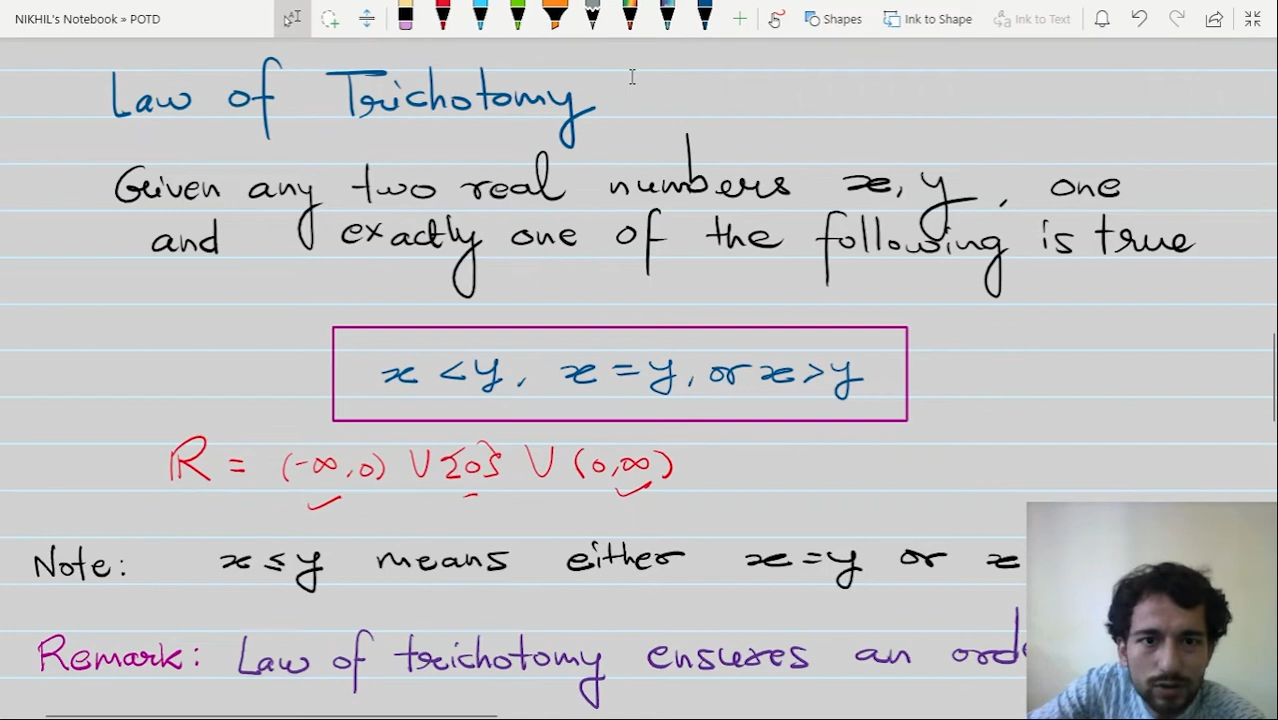 NIKHIL's Notebook » POTD
Shapes
Ink to Shape
Ink to Text
Law of Trichotomy
Given any two real numbers x, y, one
and exactly one of the following is true
x < y, x = y, or x > y
R = (-∞,0) ∪ {0} ∪ (0,∞)
Note: x ≤ y means either x = y or x
Remark: Law of trichotomy ensures an